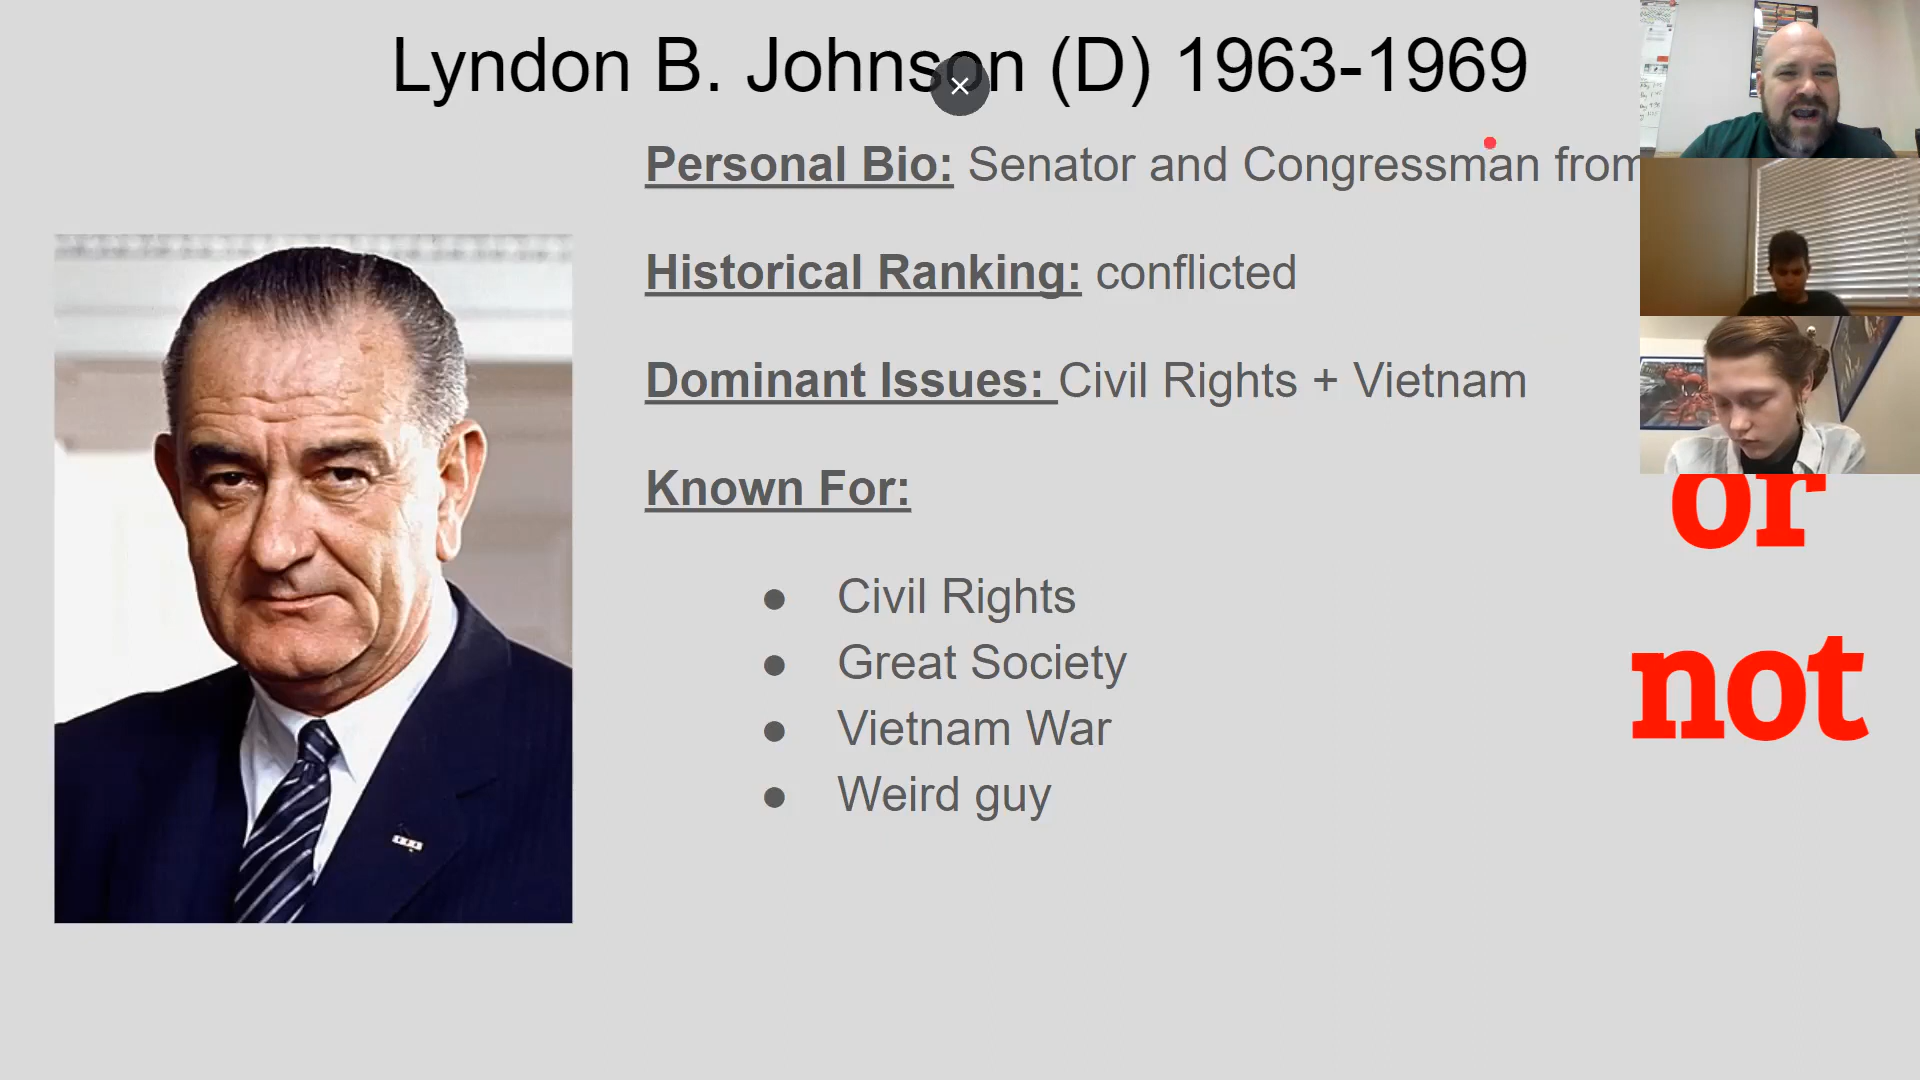 Lyndon B. Johnson (D) 1963-1969
Personal Bio: Senator and Congressman from
Historical Ranking: conflicted
Dominant Issues: Civil Rights + Vietnam
Known For:
● Civil Rights
● Great Society
● Vietnam War
● Weird guy
or
not